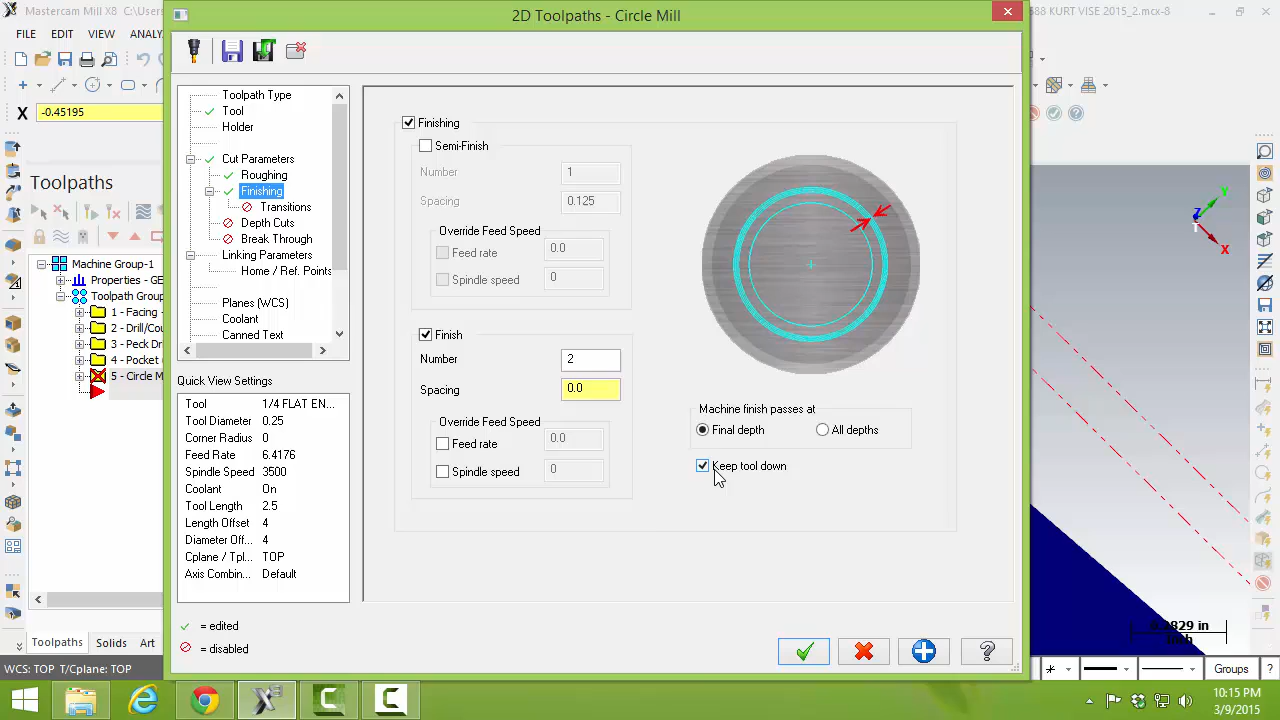 Mastercam Mill X8 C:\Users
2D Toolpaths - Circle Mill
688 KURT VISE 2015_2.mcx-8
FILE EDIT VIEW ANALY
X -0.45195
Toolpaths
Machine Group-1
Properties - GE
Toolpath Group
1 - Facing
2 - Drill/Cou
3 - Peck Dr
4 - Pocket
5 - Circle M
Toolpaths Solids Art
WCS: TOP T/Cplane: TOP
Toolpath Type
Tool
Holder
Cut Parameters
Roughing
Finishing
Transitions
Depth Cuts
Break Through
Linking Parameters
Home / Ref. Points
Planes (WCS)
Coolant
Canned Text
Quick View Settings
Tool 1/4 FLAT EN...
Tool Diameter 0.25
Corner Radius 0
Feed Rate 6.4176
Spindle Speed 3500
Coolant On
Tool Length 2.5
Length Offset 4
Diameter Off... 4
Cplane / Tpl... TOP
Axis Combin... Default
= edited
= disabled
Finishing
Semi-Finish
Number 1
Spacing 0.125
Override Feed Speed
Feed rate 0.0
Spindle speed 0
Finish
Number 2
Spacing 0.0
Override Feed Speed
Feed rate 0.0
Spindle speed 0
Machine finish passes at
Final depth All depths
Keep tool down
Y
Z
X
T
0.2829 in
Inch
Groups ?
10:15 PM
3/9/2015